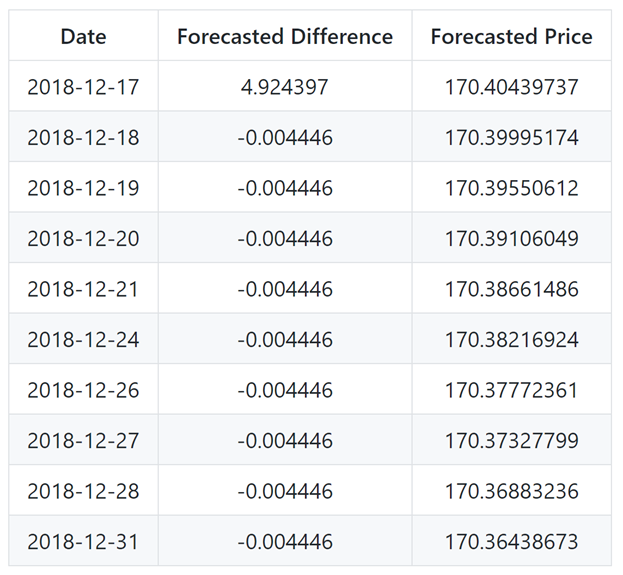 Date Forecasted Difference Forecasted Price
2018-12-17 4.924397 170.40439737
2018-12-18 -0.004446 170.39995174
2018-12-19 -0.004446 170.39550612
2018-12-20 -0.004446 170.39106049
2018-12-21 -0.004446 170.38661486
2018-12-24 -0.004446 170.38216924
2018-12-26 -0.004446 170.37772361
2018-12-27 -0.004446 170.37327799
2018-12-28 -0.004446 170.36883236
2018-12-31 -0.004446 170.36438673